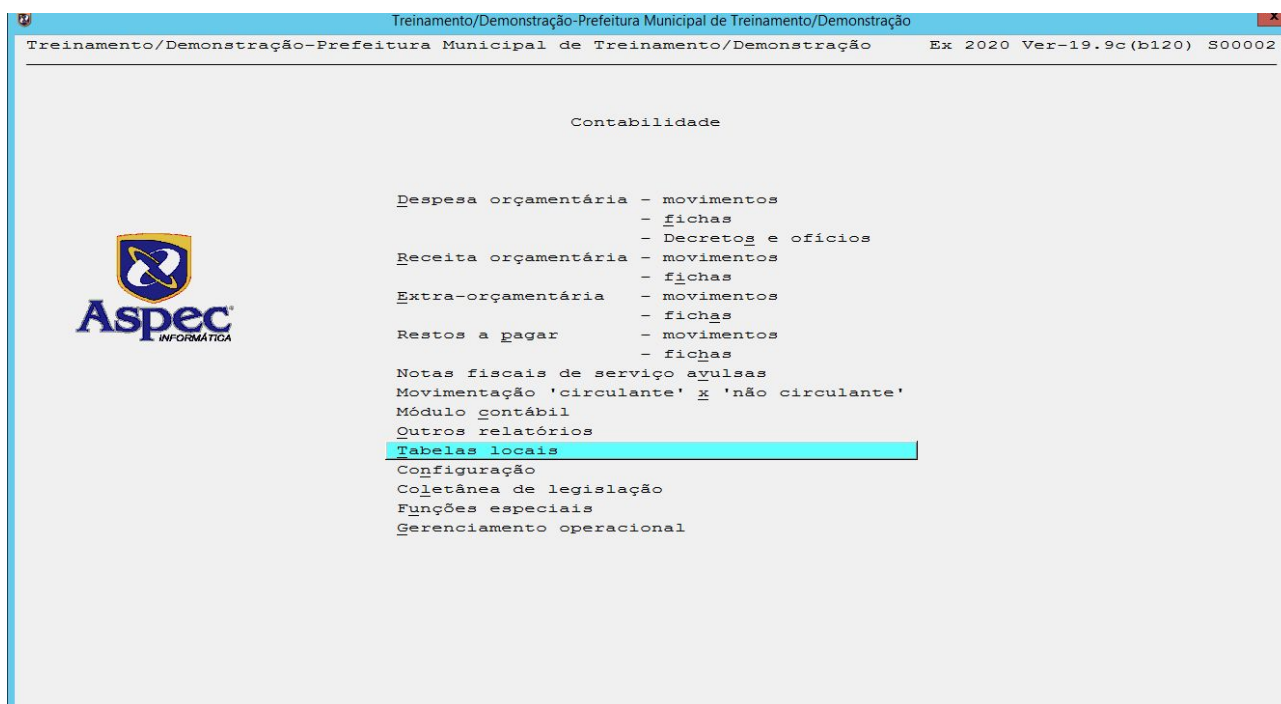 Treinamento/Demonstração-Prefeitura Municipal de Treinamento/Demonstração
x
Treinamento/Demonstração-Prefeitura Municipal de Treinamento/Demonstração Ex 2020 Ver-19.9c(b120) S00002
Contabilidade
Despesa orçamentária - movimentos
- fichas
- Decretos e ofícios
Receita orçamentária - movimentos
- fichas
Extra-orçamentária - movimentos
- fichas
Restos a pagar - movimentos
- fichas
Notas fiscais de serviço avulsas
Movimentação 'circulante' x 'não circulante'
Módulo contábil
Outros relatórios
Tabelas locais
Configuração
Coletânea de legislação
Funções especiais
Gerenciamento operacional
Aspec
INFORMÁTICA